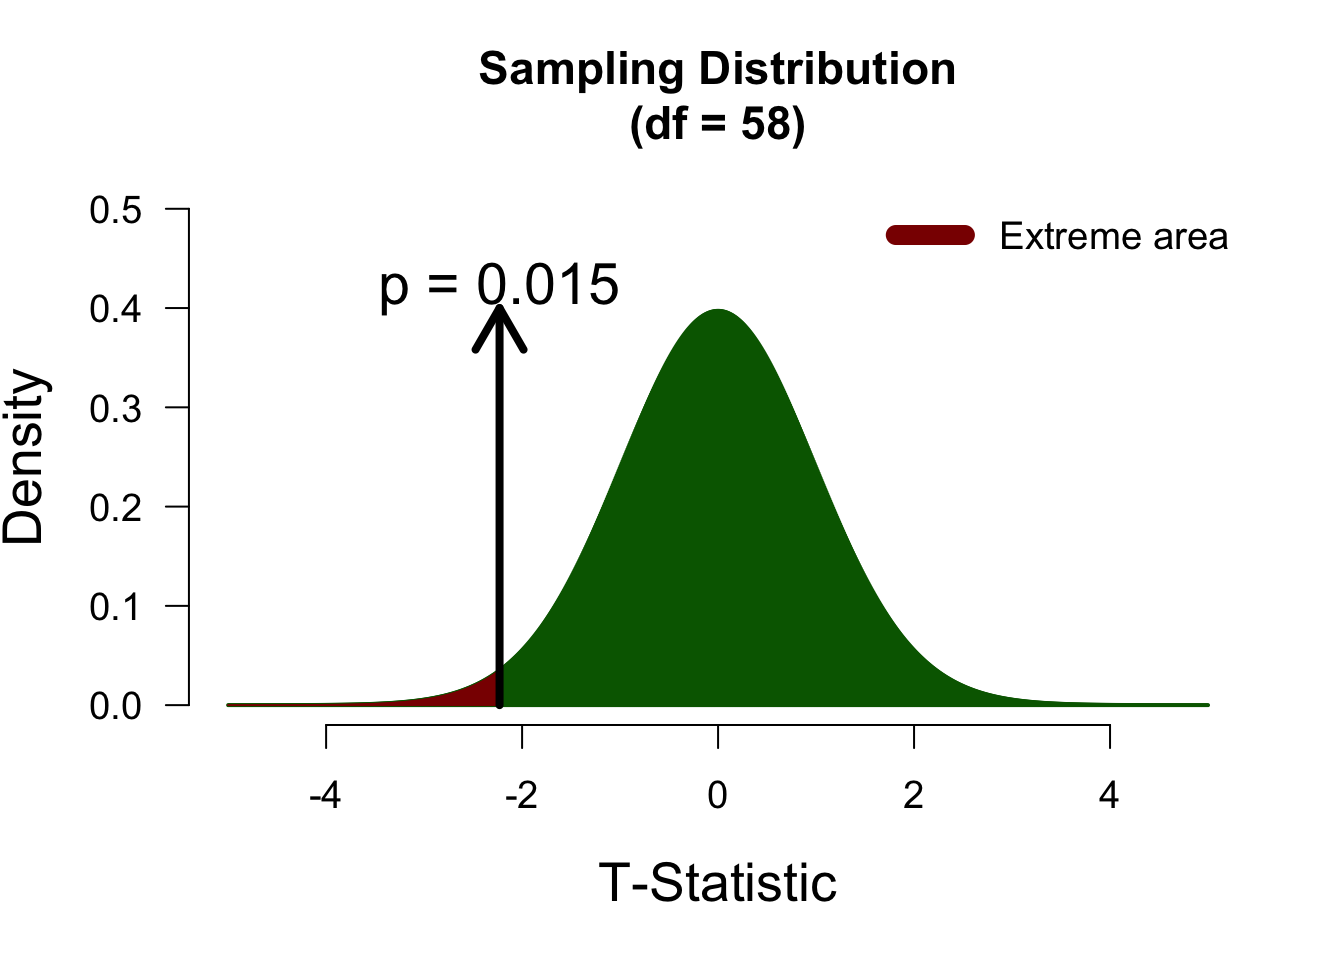 Sampling Distribution
(df = 58)
Extreme area
p = 0.015
Density
0.5
0.4
0.3
0.2
0.1
0.0
-4 -2 0 2 4
T-Statistic